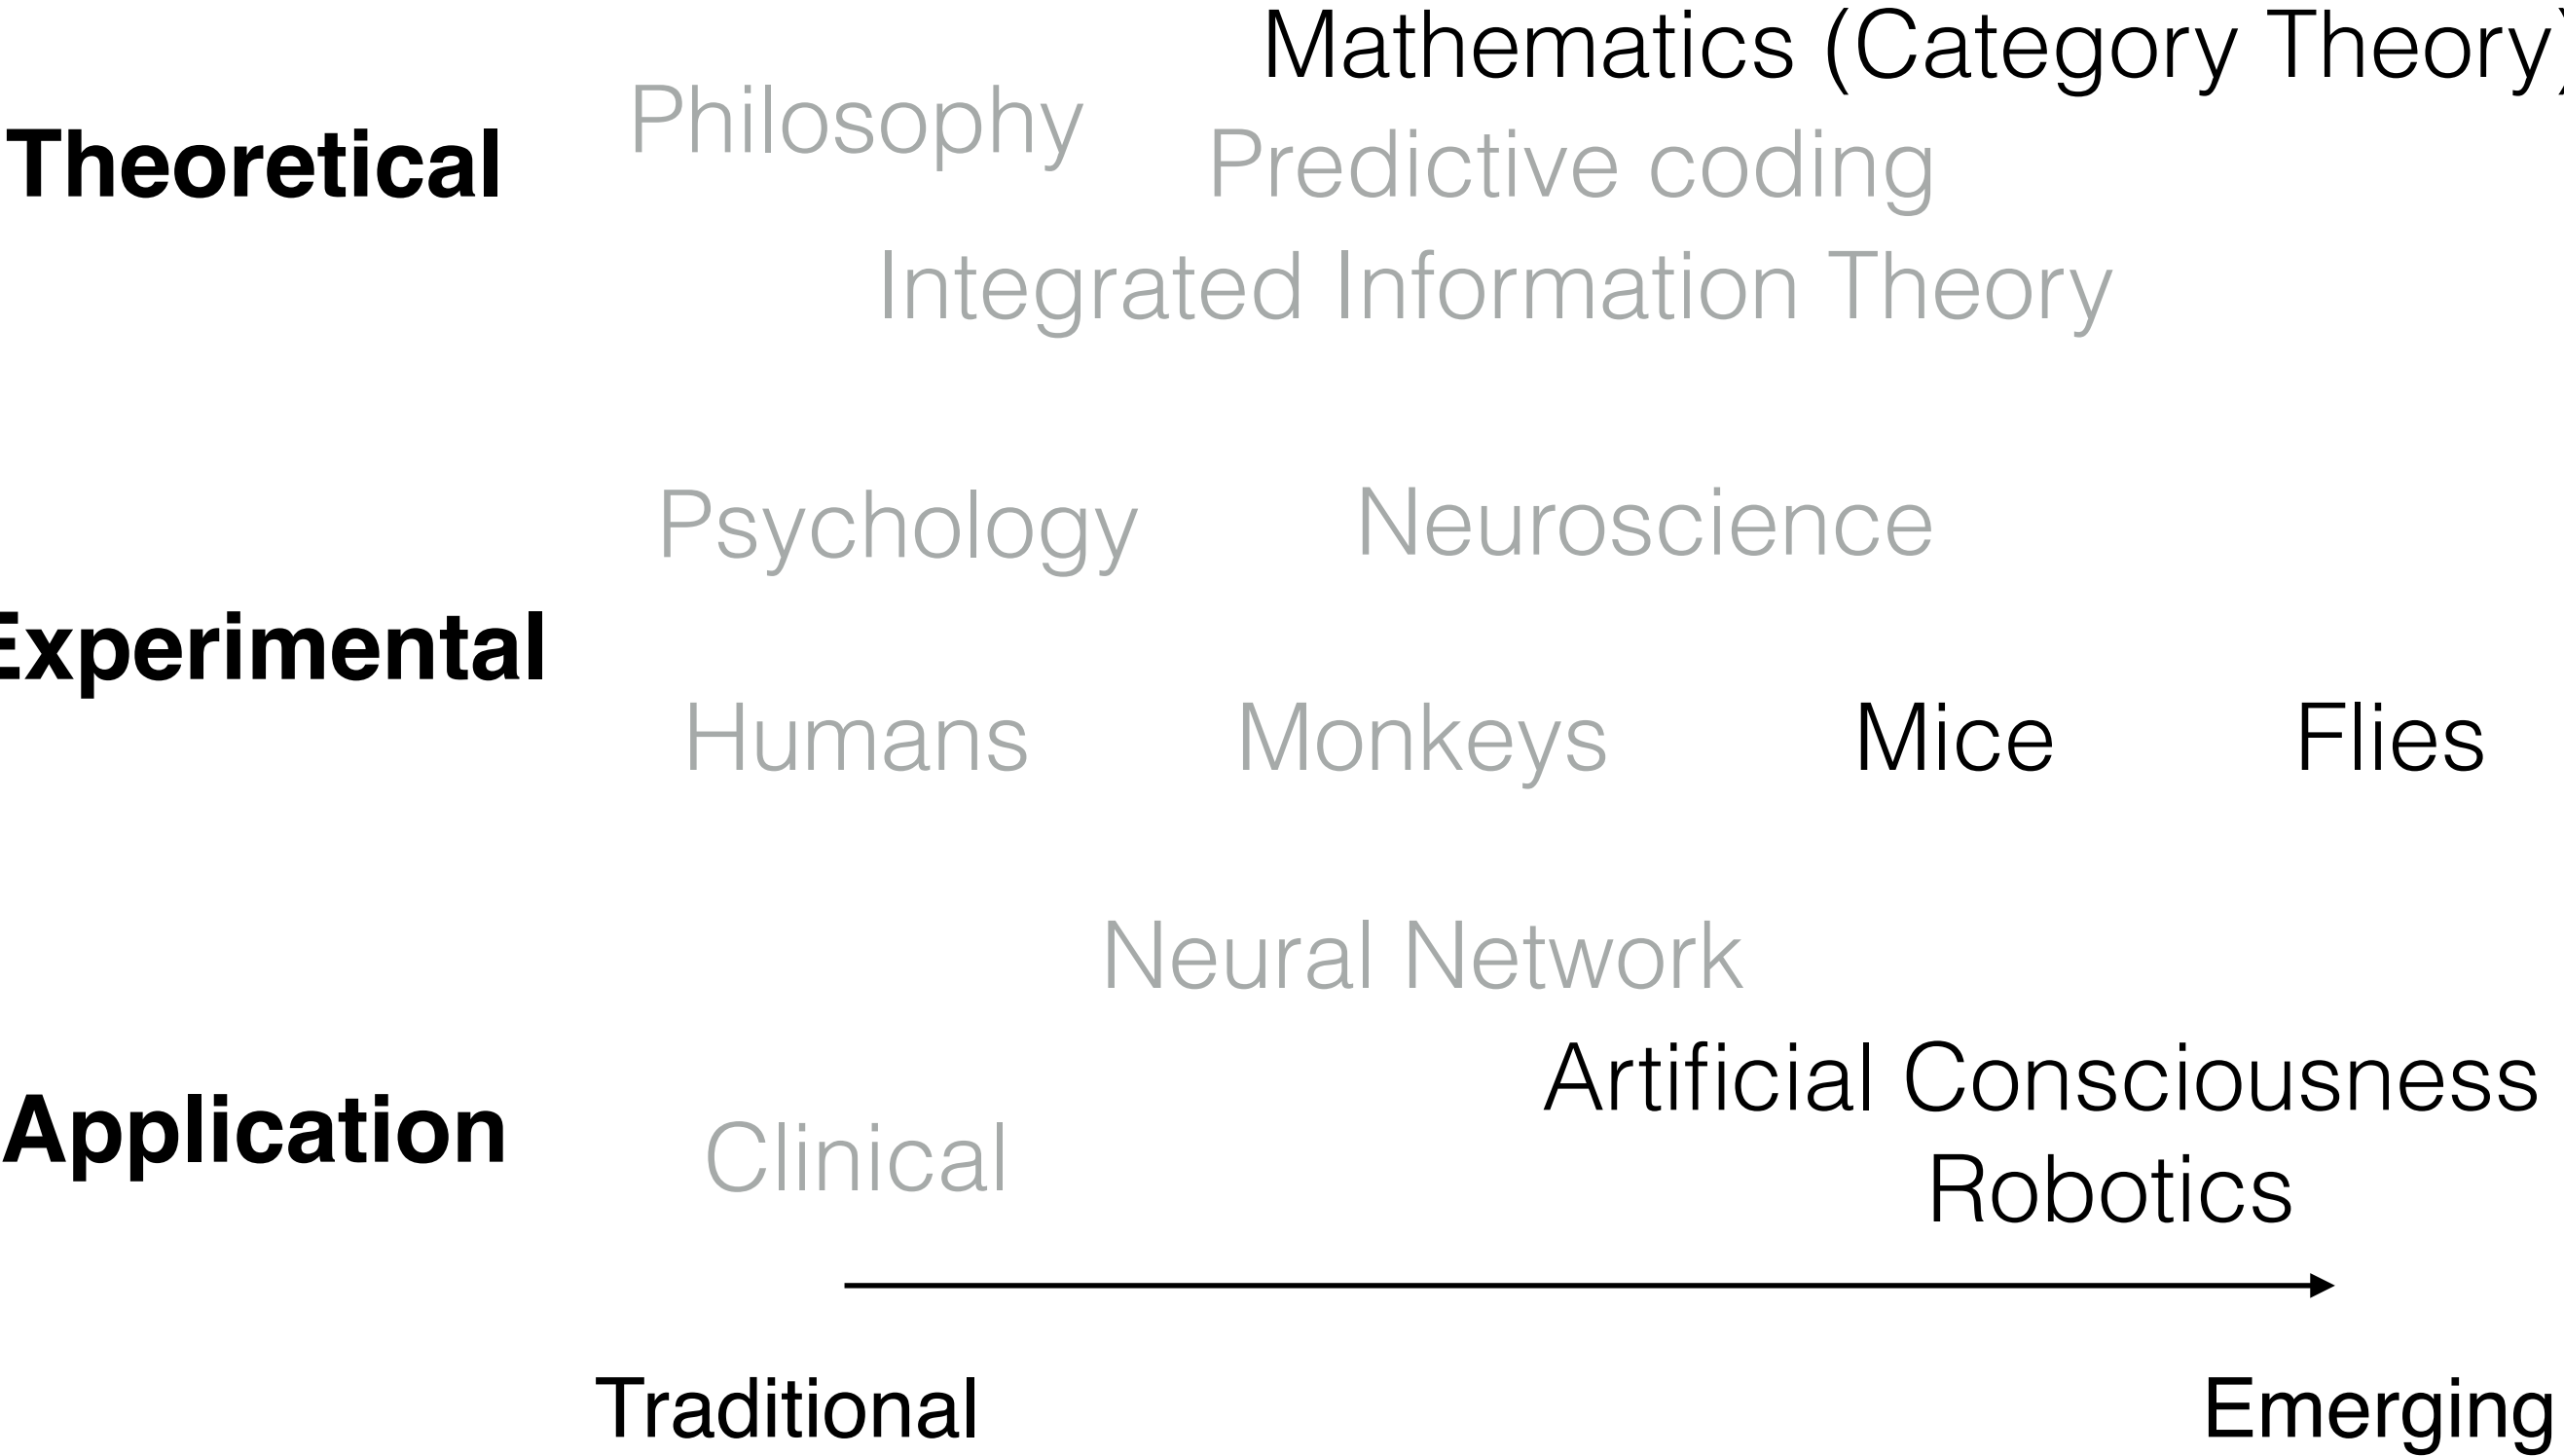 Mathematics (Category Theory)
Philosophy
Theoretical
Predictive coding
Integrated Information Theory
Psychology Neuroscience
Experimental
Humans Monkeys Mice Flies
Neural Network
Artificial Consciousness
Application
Clinical
Robotics
Traditional Emerging